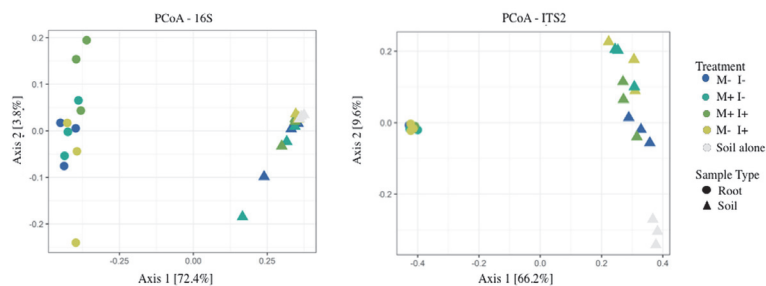 PCoA - 16S
Axis 2 [3.8%]
0.2
0.1
0.0
-0.1
-0.2
-0.25
0.00
0.25
Axis 1 [72.4%]
PCoA - ITS2
Axis 2 [9.6%]
0.2
0.0
0.2
-0.4
-0.2
0.0
0.2
0.4
Axis 1 [66.2%]
Treatment
M- I-
M+ I-
M+ I+
M- I+
Soil alone
Sample Type
Root
Soil